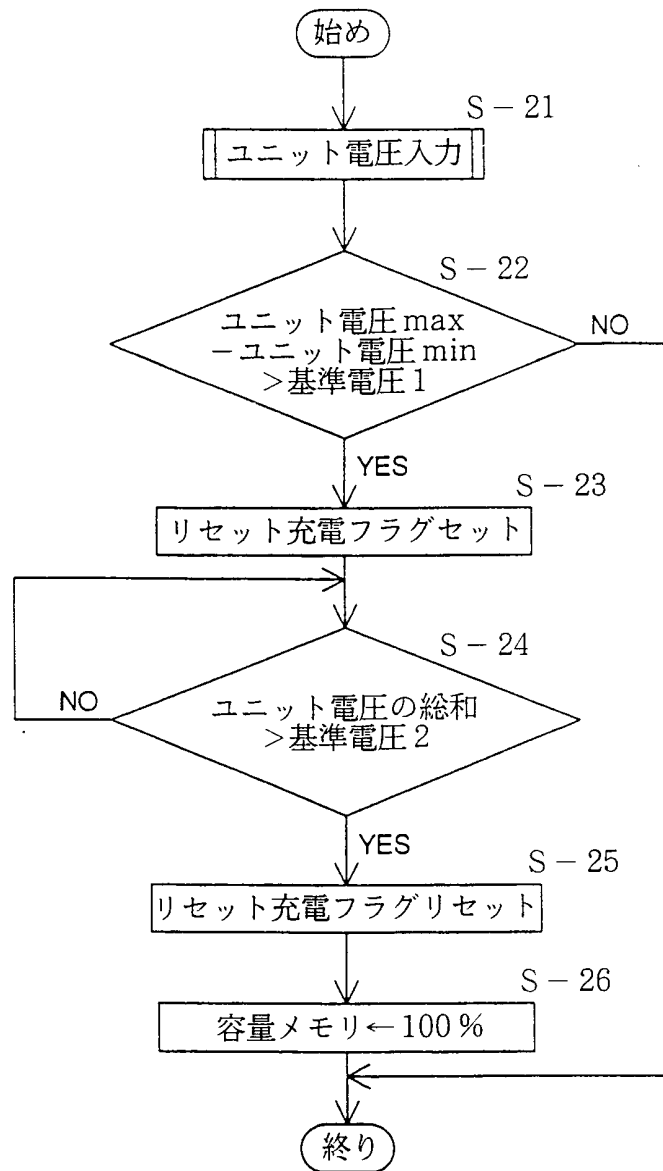 始め
S－21
ユニット電圧入力
S－22
ユニット電圧max
－ユニット電圧min
＞基準電圧1
NO
YES
S－23
リセット充電フラグセット
S－24
NO
ユニット電圧の総和
＞基準電圧2
YES
S－25
リセット充電フラグリセット
S－26
容量メモリ←100％
終り